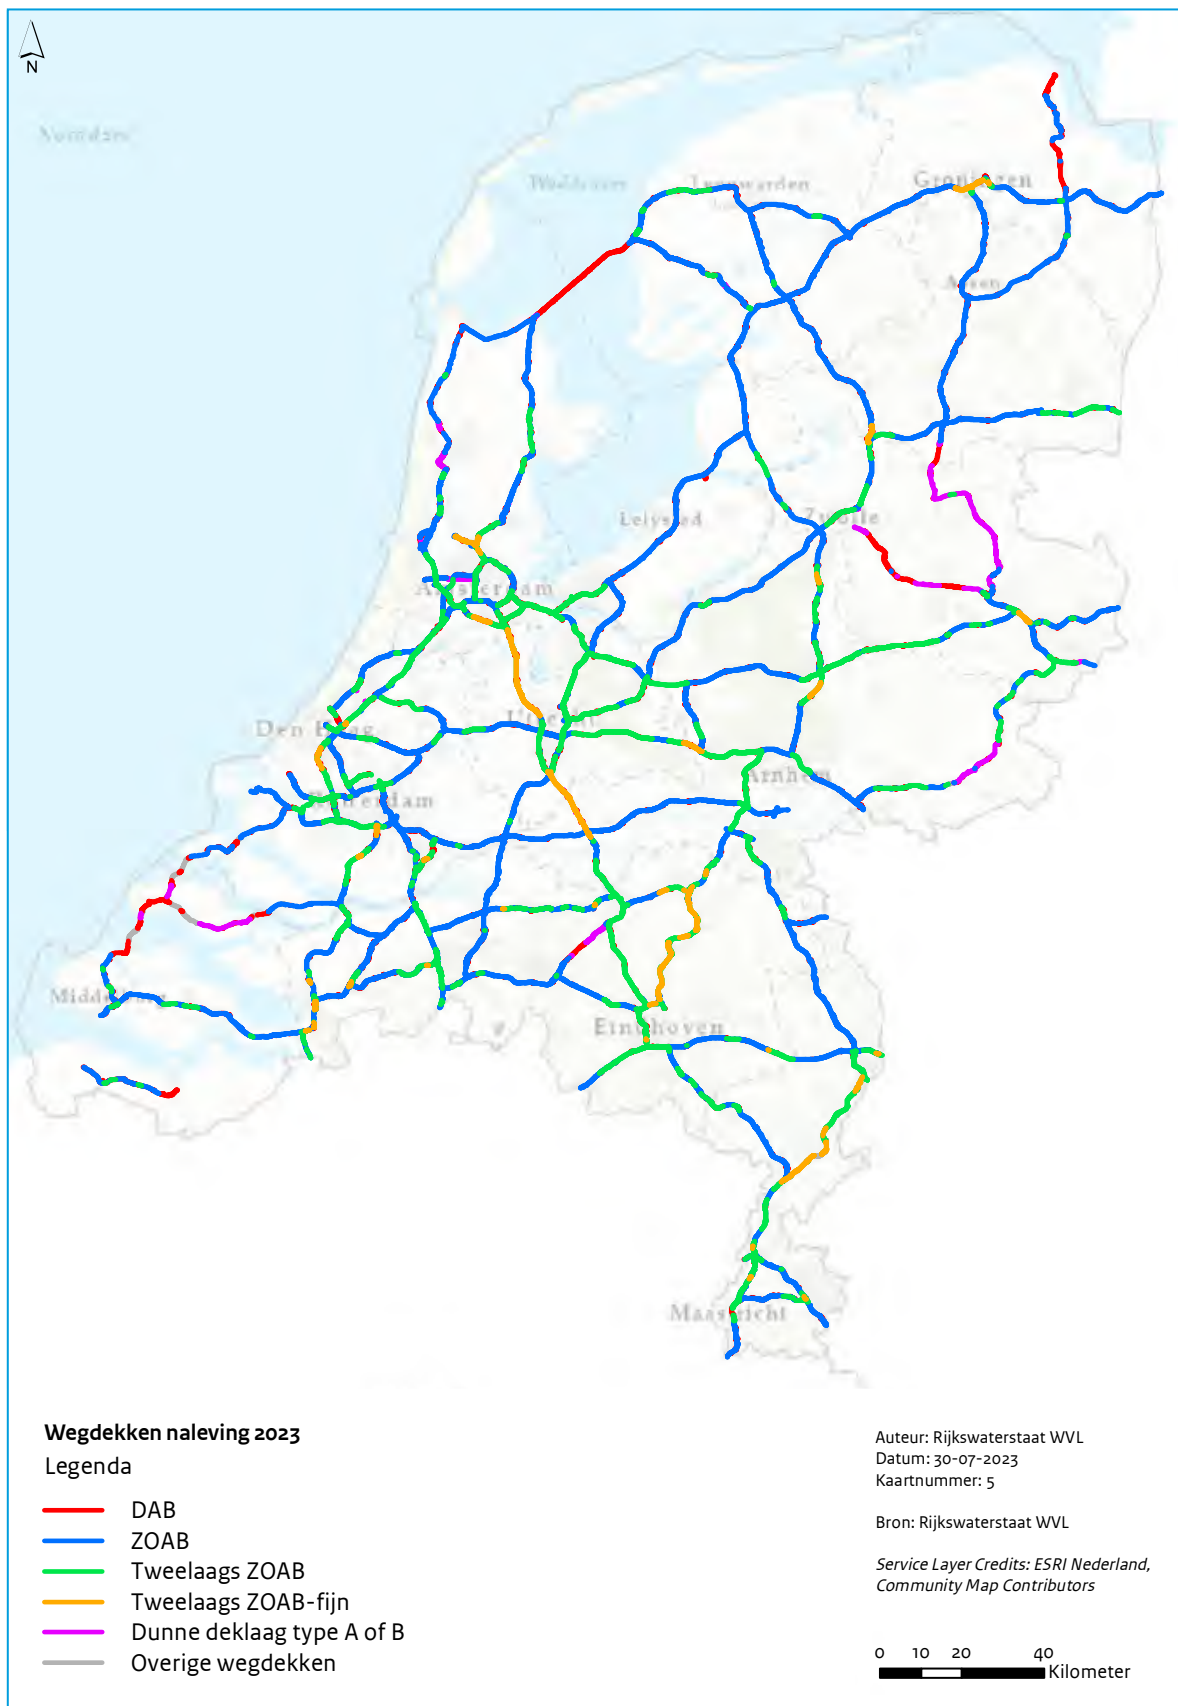 N
Noordzee
Waddenzee
Leeuwarden
Groningen
Assen
Lelystad
Zwolle
Amsterdam
Den Haag
Utrecht
Arnhem
Rotterdam
Middelburg
Eindhoven
Maastricht
Wegdekken naleving 2023
Legenda
DAB
ZOAB
Tweelaags ZOAB
Tweelaags ZOAB-fijn
Dunne deklaag type A of B
Overige wegdekken
Auteur: Rijkswaterstaat WVL
Datum: 30-07-2023
Kaartnummer: 5
Bron: Rijkswaterstaat WVL
Service Layer Credits: ESRI Nederland,
Community Map Contributors
0 10 20 40
Kilometer